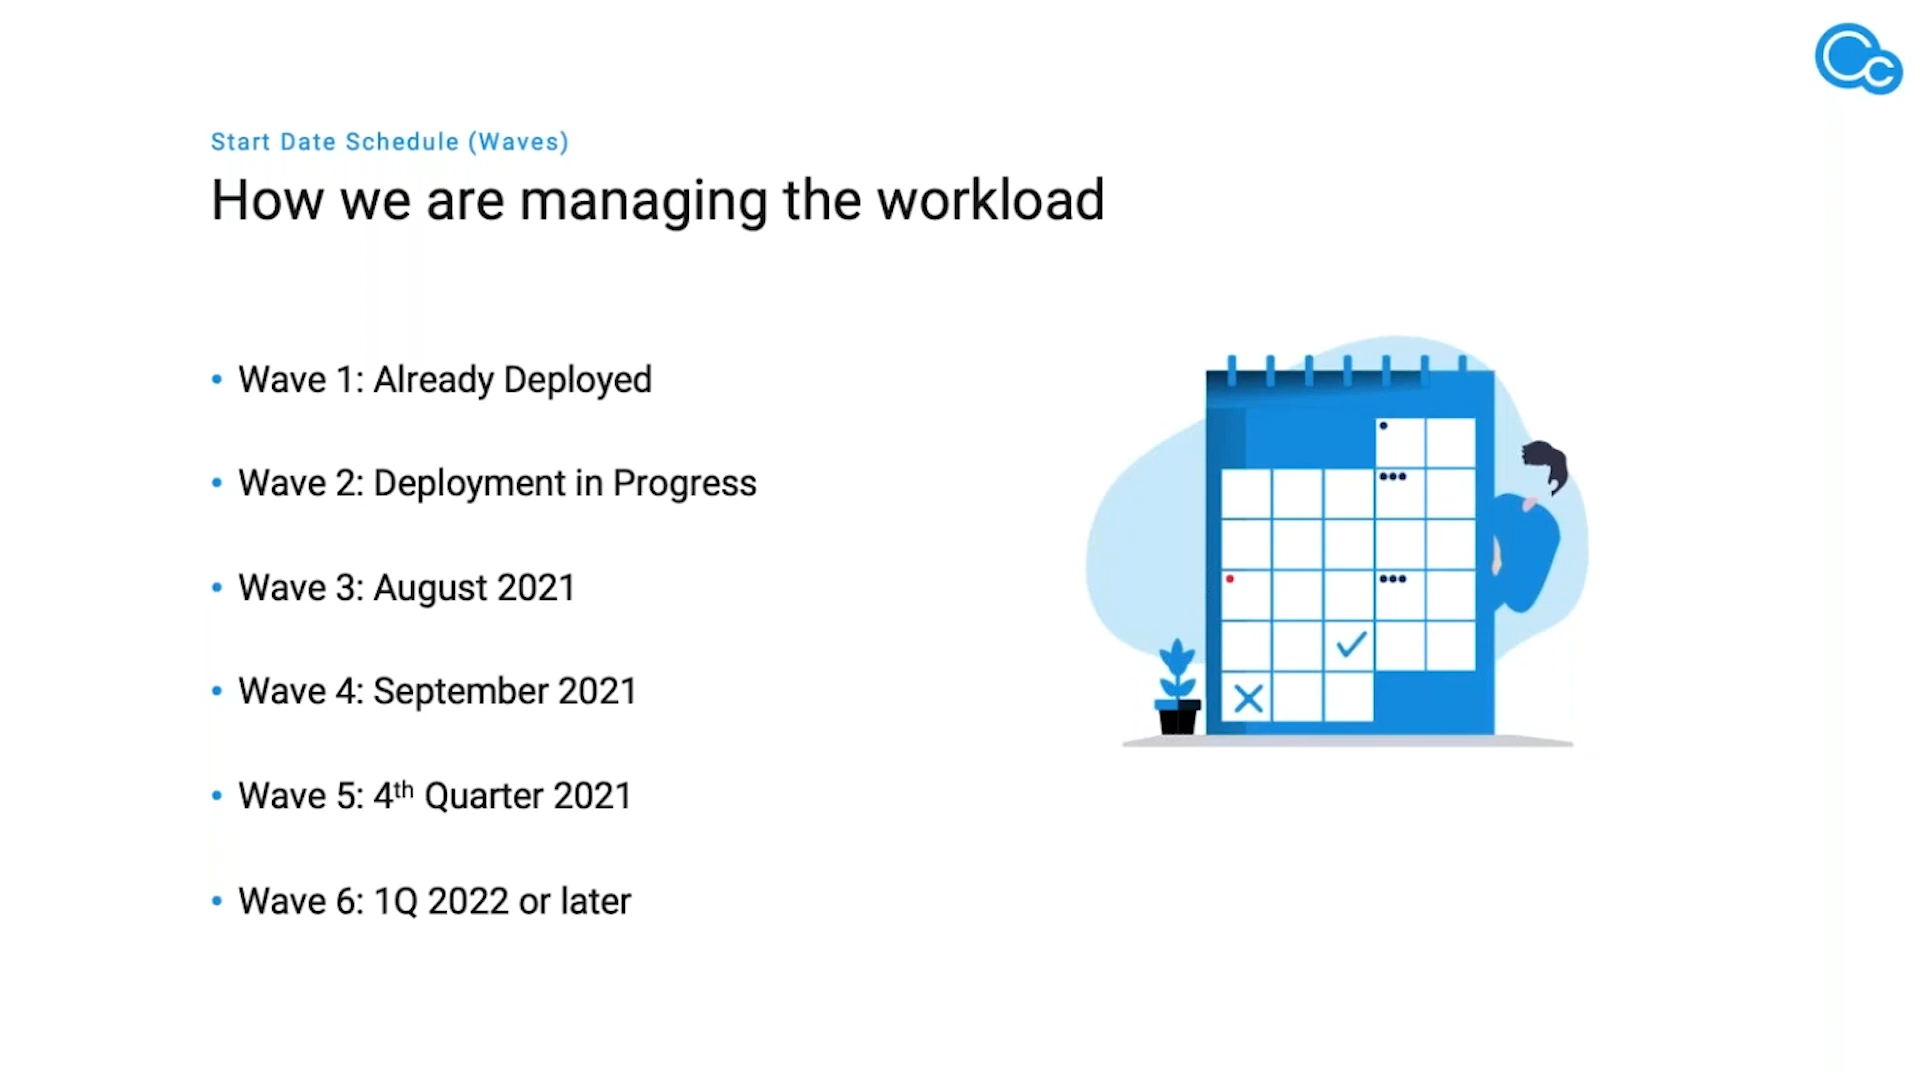 Start Date Schedule (Waves)
How we are managing the workload
• Wave 1: Already Deployed
• Wave 2: Deployment in Progress
• Wave 3: August 2021
• Wave 4: September 2021
• Wave 5: 4th Quarter 2021
• Wave 6: 1Q 2022 or later
Cc